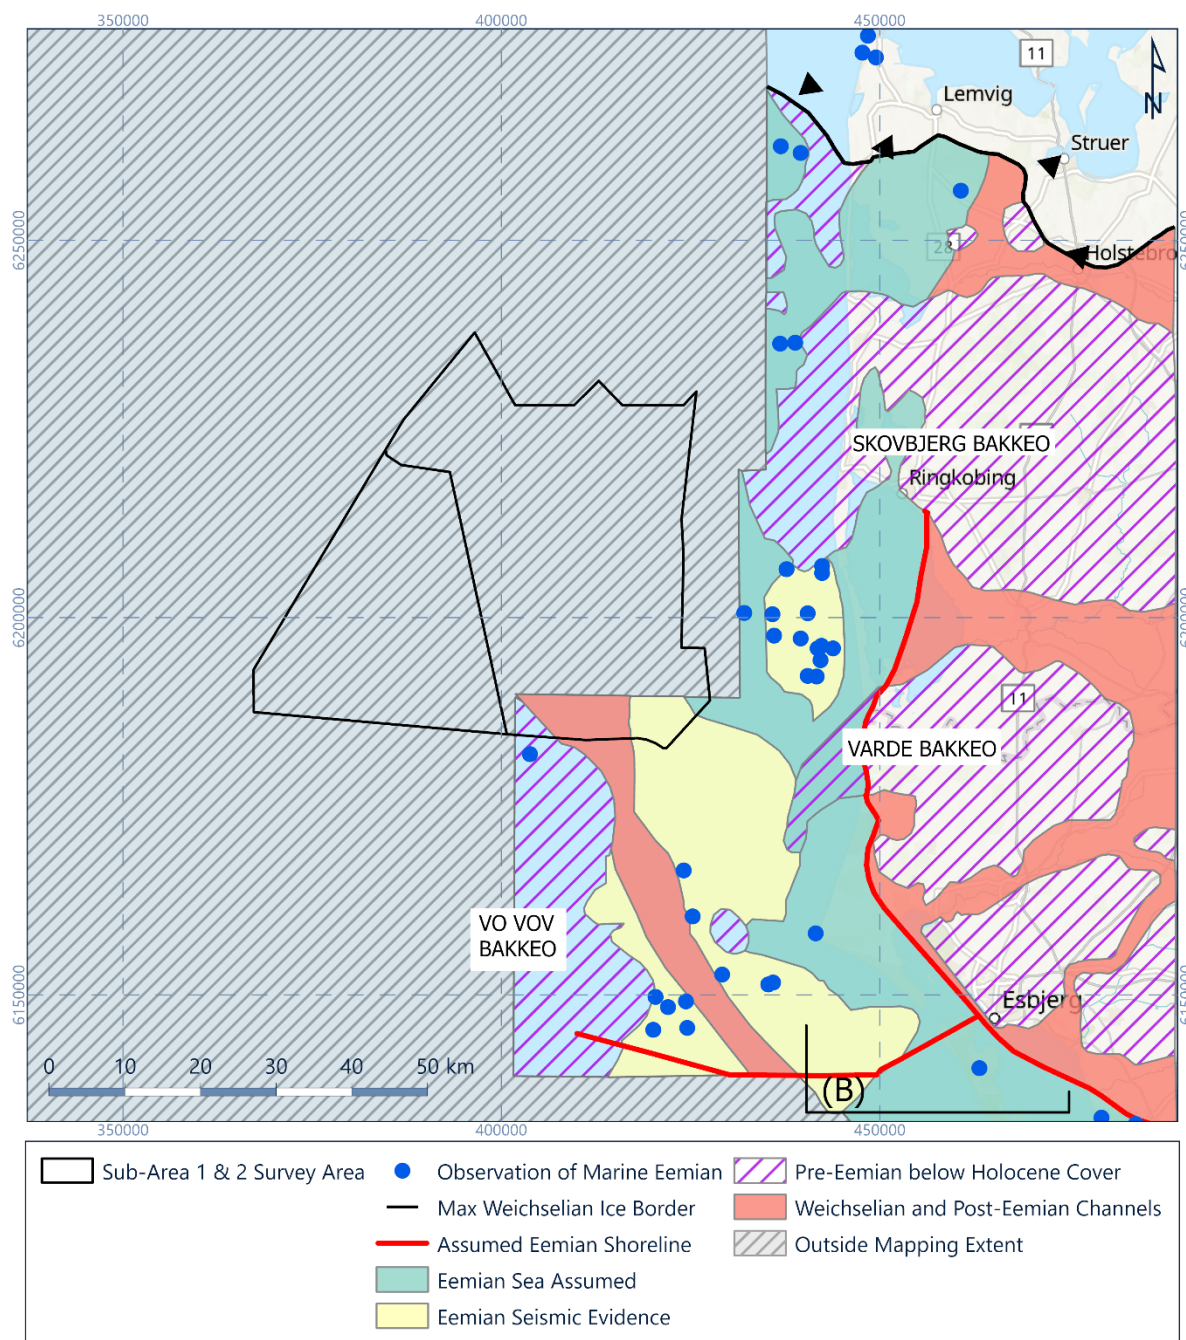 350000
400000
450000
11
N
Lemvig
Struer
6250000
28
6250000
Holstebro
SKOVBJERG BAKKEO
Ringkobing
6200000
6200000
11
VARDE BAKKEO
VO VOV
BAKKEO
6150000
6150000
Esbjerg
0 10 20 30 40 50 km
(B)
350000
400000
450000
Sub-Area 1 & 2 Survey Area
Observation of Marine Eemian
Pre-Eemian below Holocene Cover
Max Weichselian Ice Border
Weichselian and Post-Eemian Channels
Assumed Eemian Shoreline
Outside Mapping Extent
Eemian Sea Assumed
Eemian Seismic Evidence